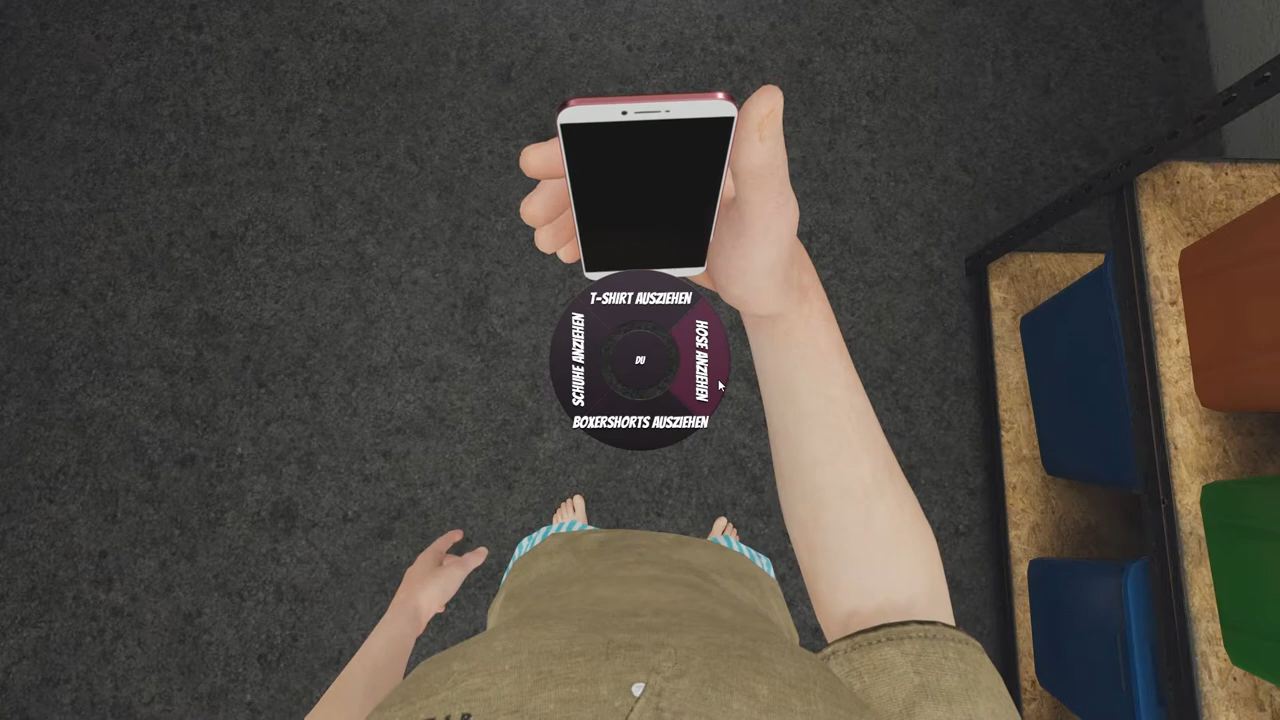 T-SHIRT AUSZIEHEN
SCHUHE ANZIEHEN
DU
HOSE ANZIEHEN
BOXERSHORTS AUSZIEHEN